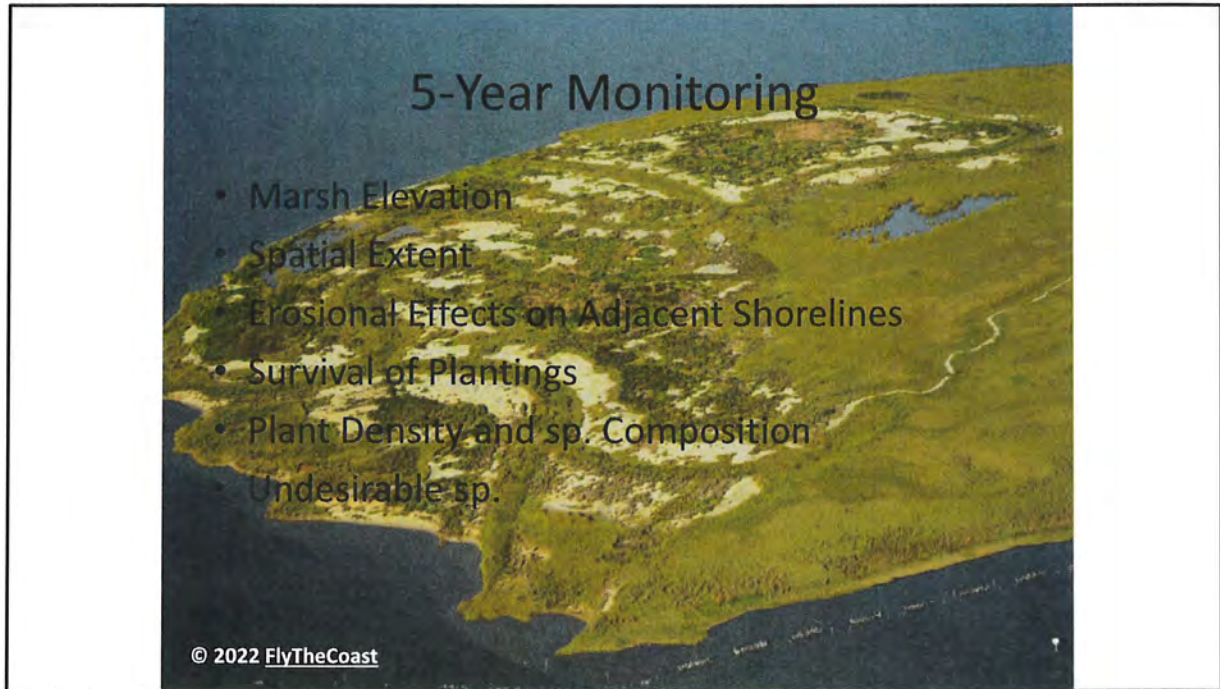 5-Year Monitoring
• Marsh Elevation
• Spatial Extent
• Erosional Effects on Adjacent Shorelines
• Survival of Plantings
• Plant Density and sp. Composition
• Undesirable sp.
© 2022 FlyTheCoast